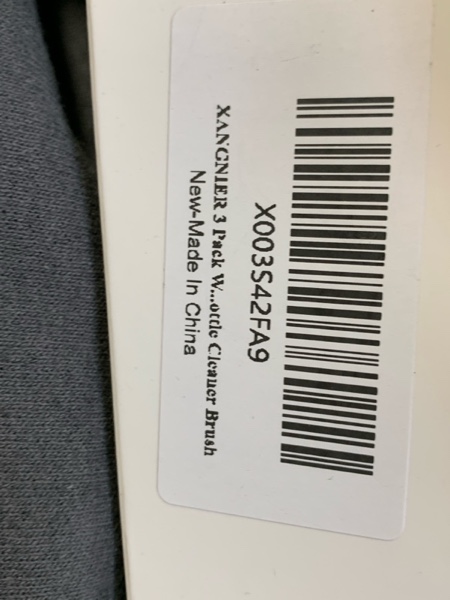 X003S42FA9
XANGNIER 3 Pack W...ottle Cleaner Brush
New-Made In China